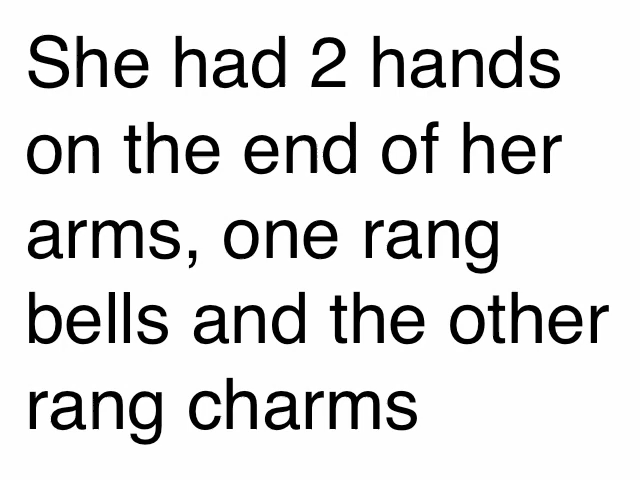 She had 2 hands
on the end of her
arms, one rang
bells and the other
rang charms